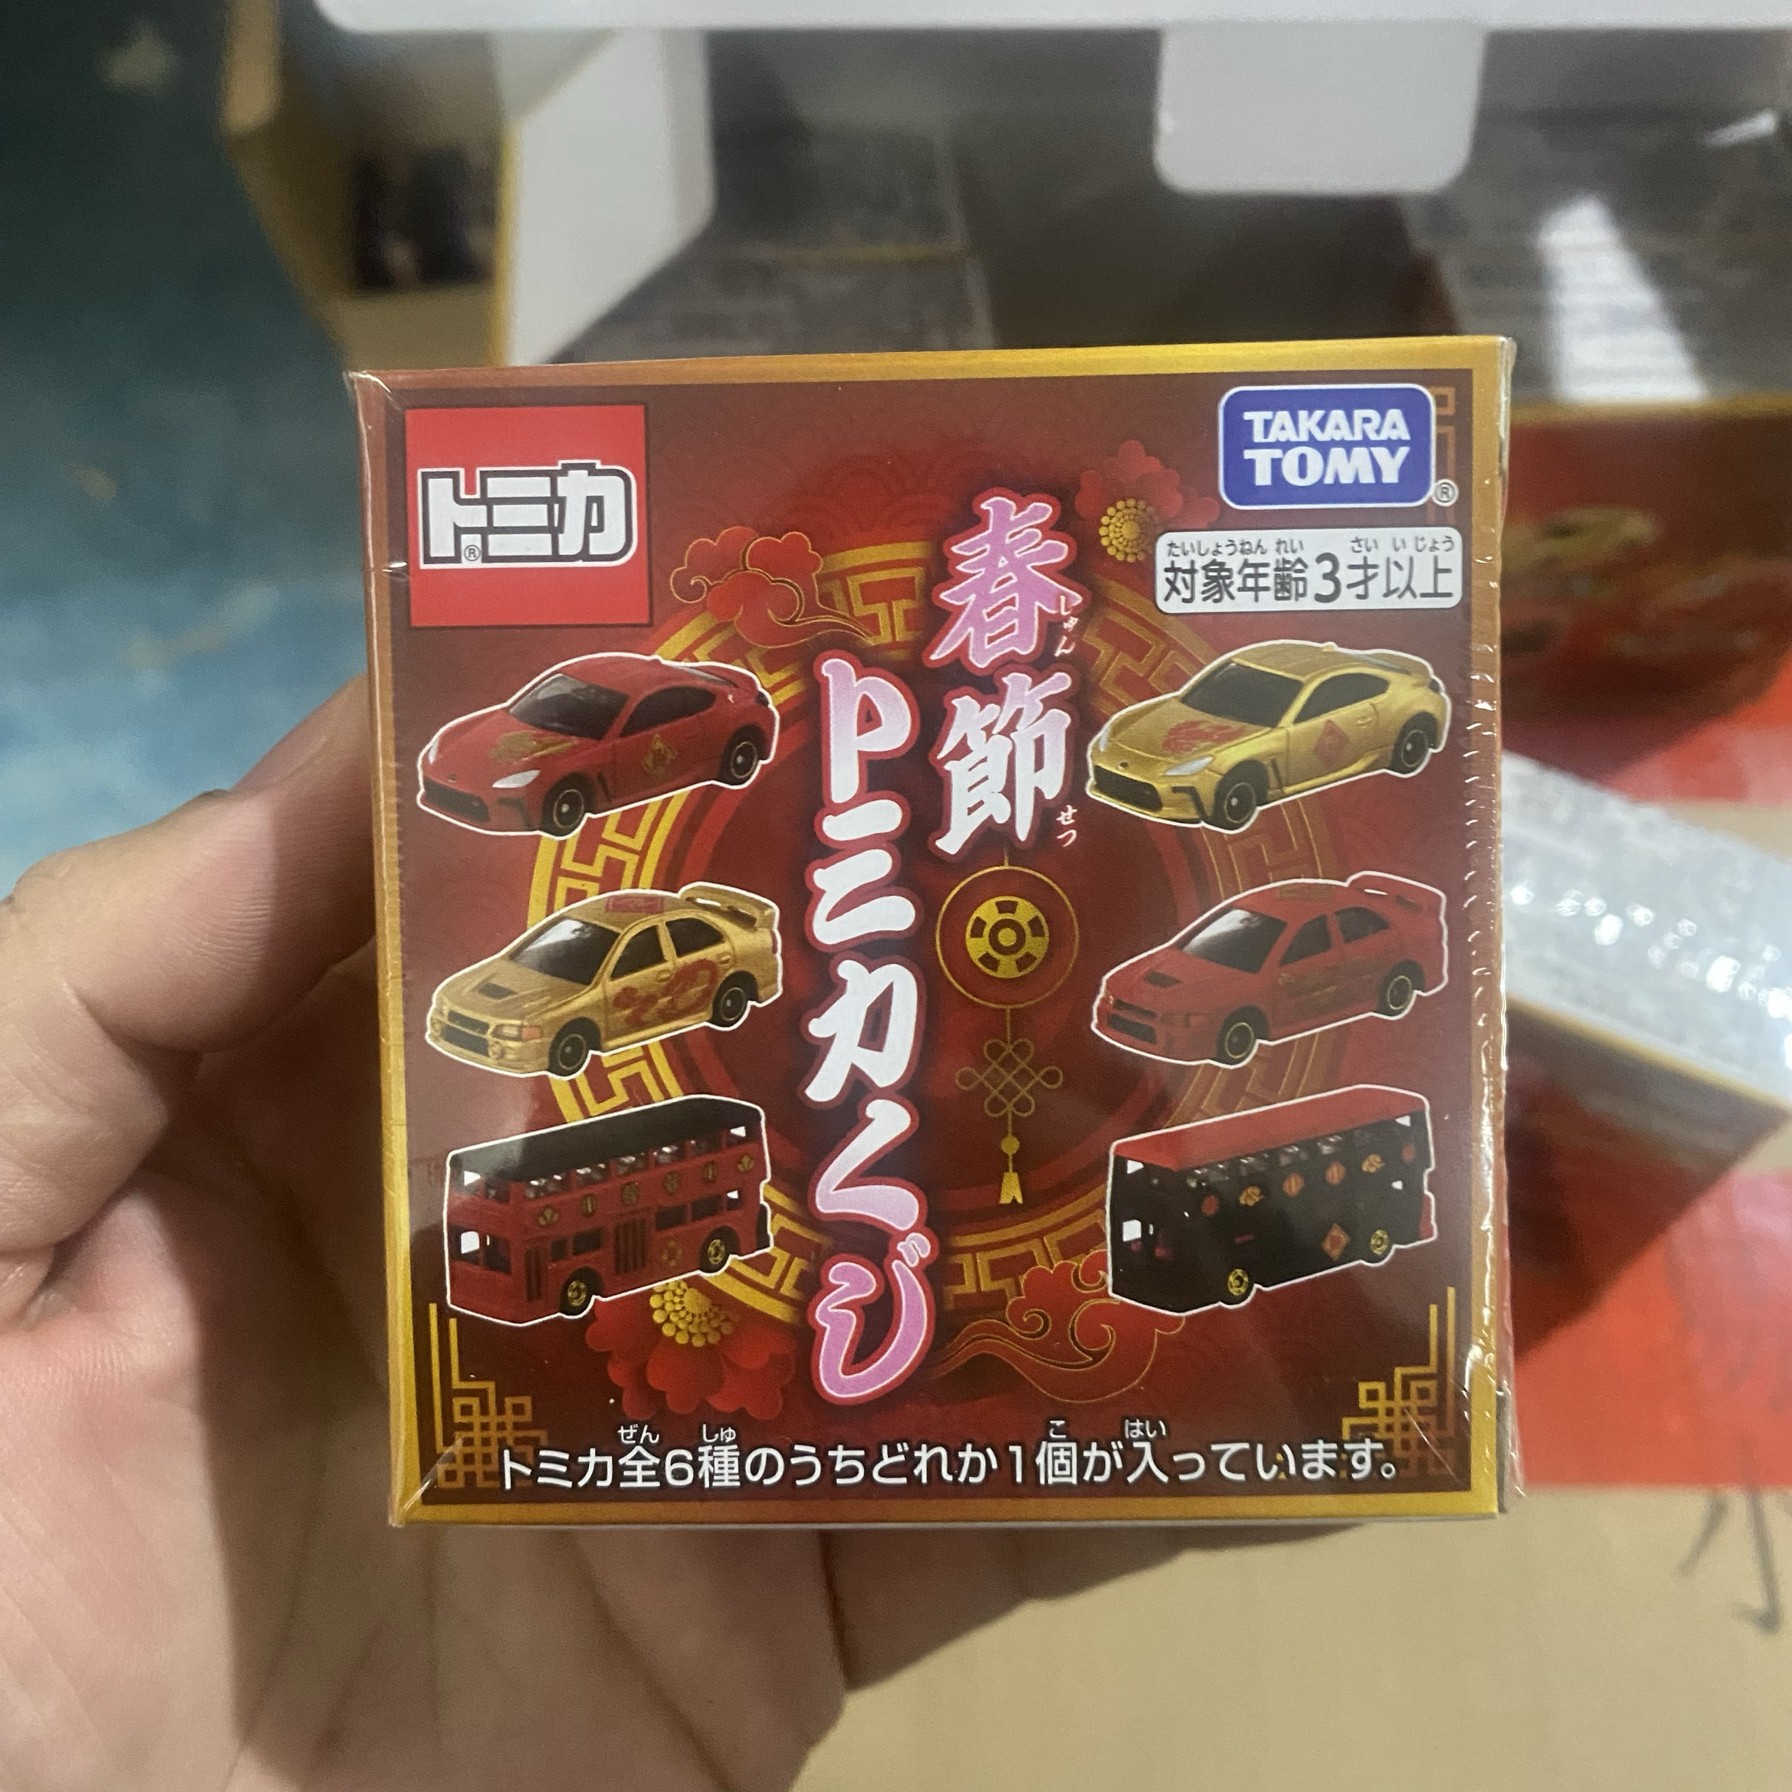 トミカ®
TAKARA
TOMY®
たいしょうねんれい さいいじょう
対象年齢3才以上
春節
しゅん
せつ
トミカくじ
ぜん しゅ こ はい
トミカ全6種のうちどれか1個が入っています。